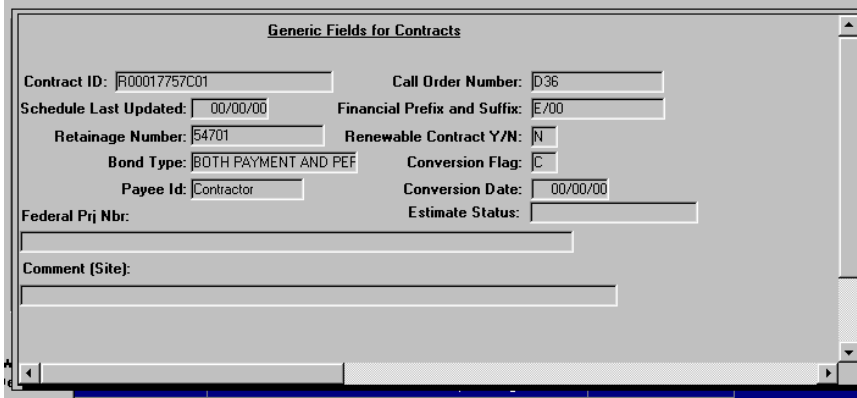 Generic Fields for Contracts
Contract ID: R00017757C01 Call Order Number: D36
Schedule Last Updated: 00/00/00 Financial Prefix and Suffix: E/00
Retainage Number: 54701 Renewable Contract Y/N: N
Bond Type: BOTH PAYMENT AND PER Conversion Flag: C
Payee Id: Contractor Conversion Date: 00/00/00
Federal Prj Nbr: Estimate Status:
Comment (Site):